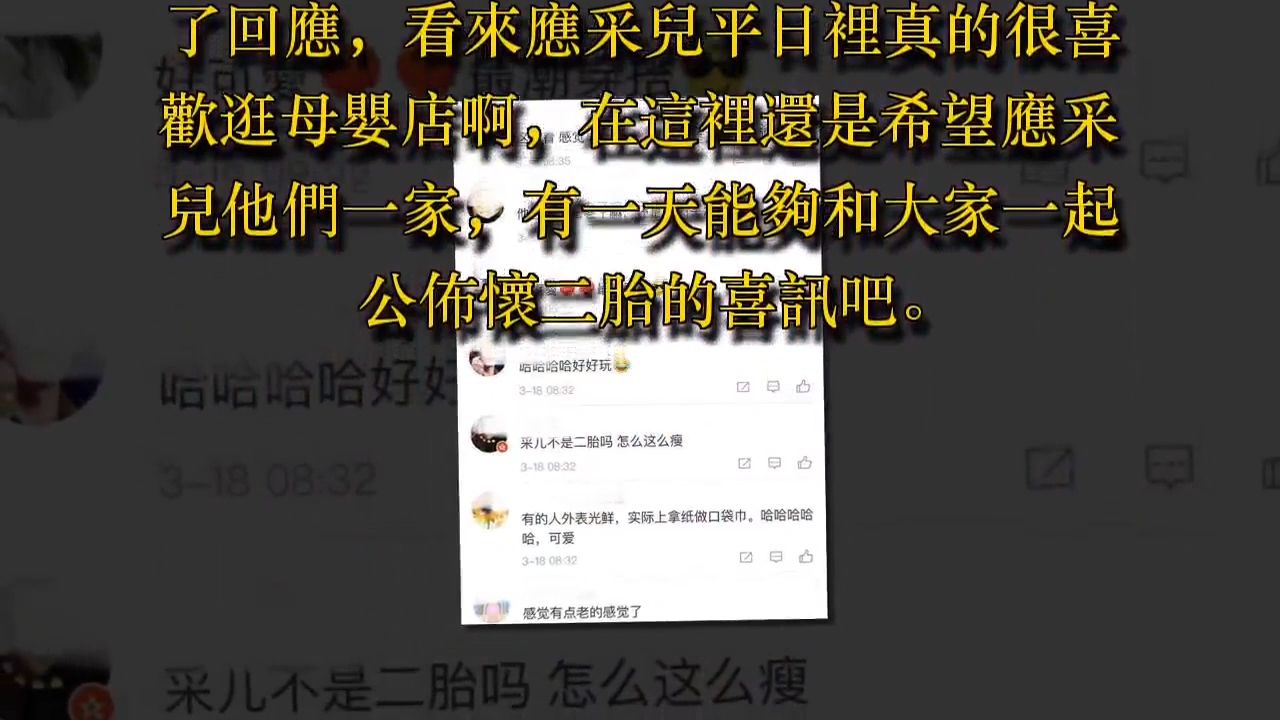 了回應，看來應采兒平日裡真的很喜
歡逛母嬰店啊，在這裡還是希望應采
兒他們一家，有一天能夠和大家一起
公佈懷二胎的喜訊吧。
哈哈哈哈好好玩😂
3-18 08:32
采儿不是二胎吗 怎么这么瘦
3-18 08:32
有的人外表光鲜，实际上拿纸做口袋巾。哈哈哈哈
哈，可爱
3-18 08:32
感觉有点老的感觉了
哈哈哈哈好好
3-18 08:32
采儿不是二胎吗 怎么这么瘦